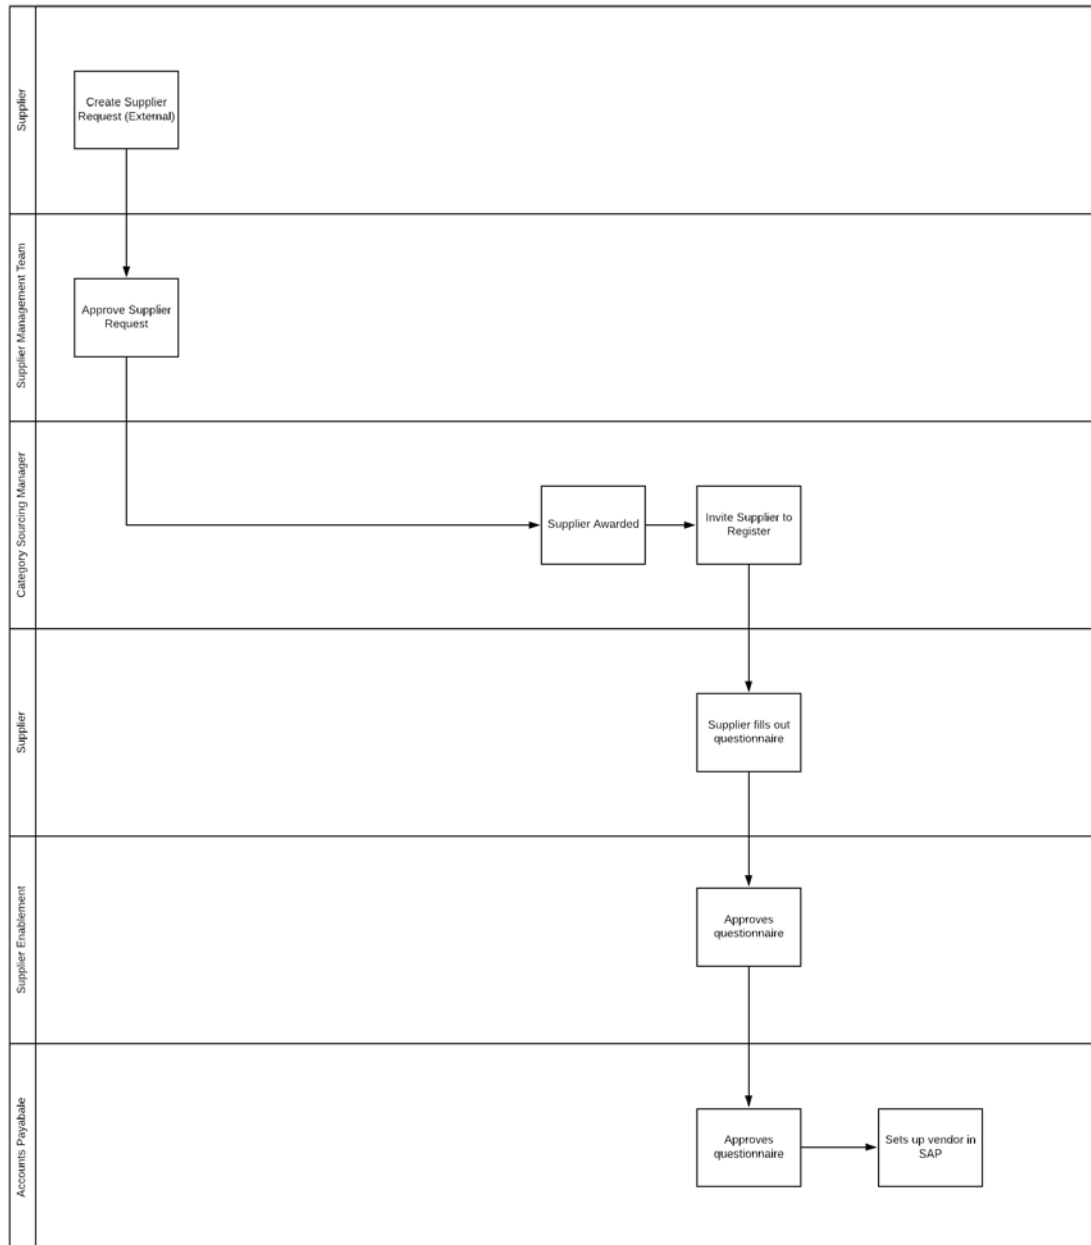 Supplier
Create Supplier
Request (External)
Supplier Management Team
Approve Supplier
Request
Category Sourcing Manager
Supplier Awarded
Invite Supplier to
Register
Supplier
Supplier fills out
questionnaire
Supplier Enablement
Approves
questionnaire
Accounts Payabale
Approves
questionnaire
Sets up vendor in
SAP